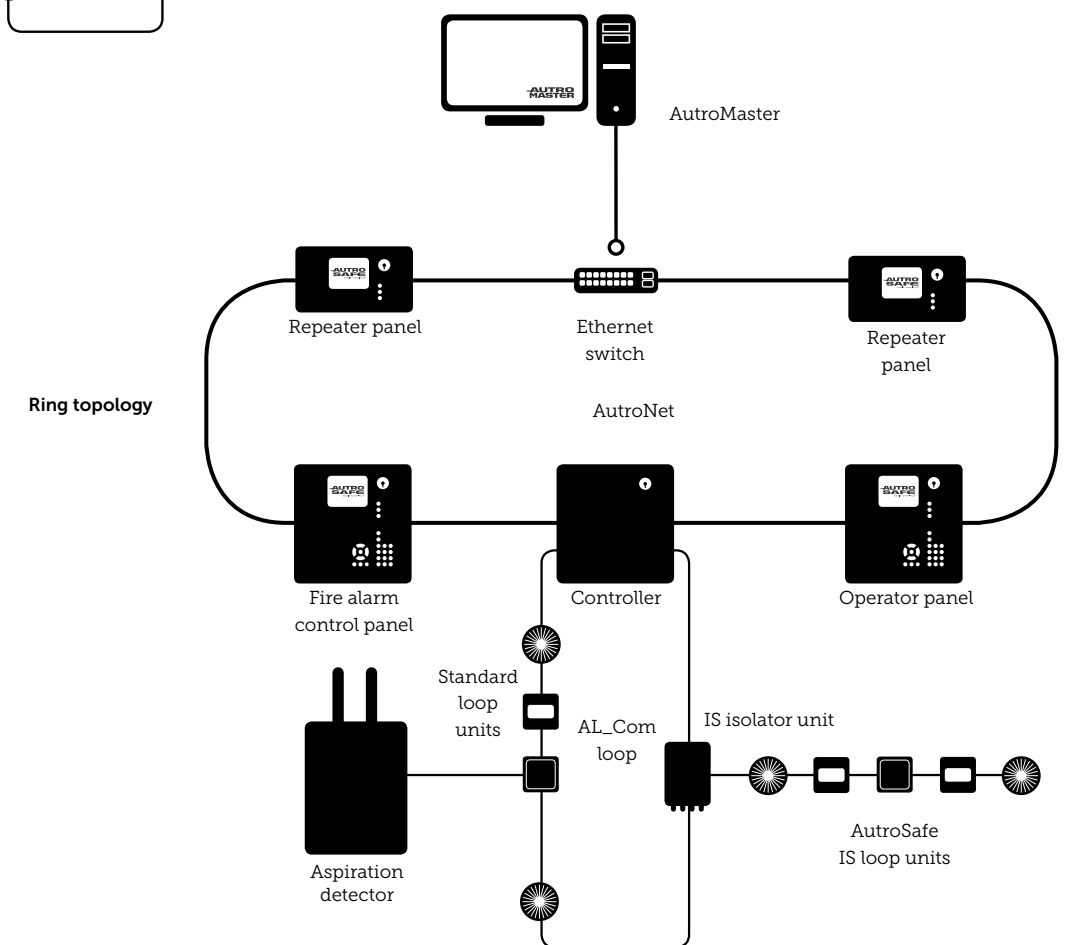 AUTRO
MASTER
AutroMaster
AUTRO
SAFE
AUTRO
SAFE
Repeater panel
Ethernet
switch
Repeater
panel
Ring topology
AutroNet
AUTRO
SAFE
AUTRO
SAFE
Fire alarm
control panel
Controller
Operator panel
Standard
loop
units
AL_Com
loop
IS isolator unit
AutroSafe
IS loop units
Aspiration
detector